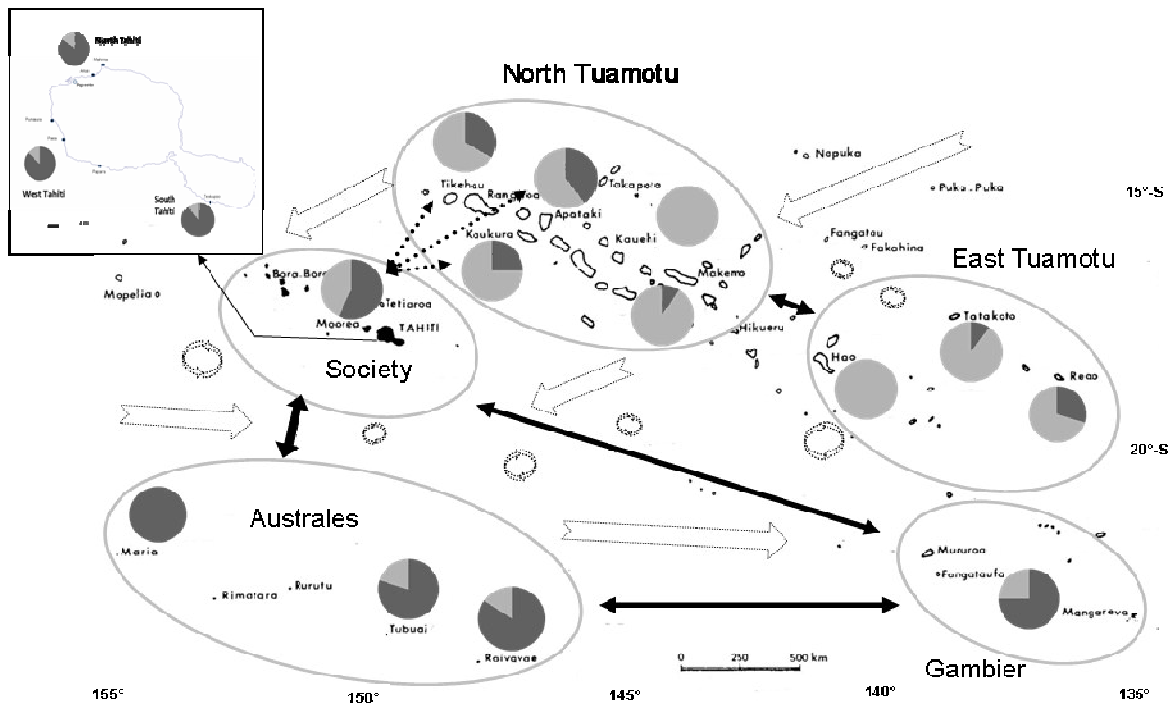 North Tahiti
West Tahiti
South
Tahiti
North Tuamotu
Napuka
Puka.Puka
15°-S
Tikehau
Takapoto
Apataki
Kaukura
Kauehi
Fangatau
Fakahina
East Tuamotu
Makemo
Bora.Bora
Mopelia
Tetiaroa
Moorea
TAHITI
Hikueru
Tatakoto
Hao
Reao
Society
20°-S
Australes
Maria
Rimatara
Rurutu
Tubuai
Raivavae
Mururoa
Fangataufa
Mangareva
Gambier
0 250 500 km
155°
150°
145°
140°
135°